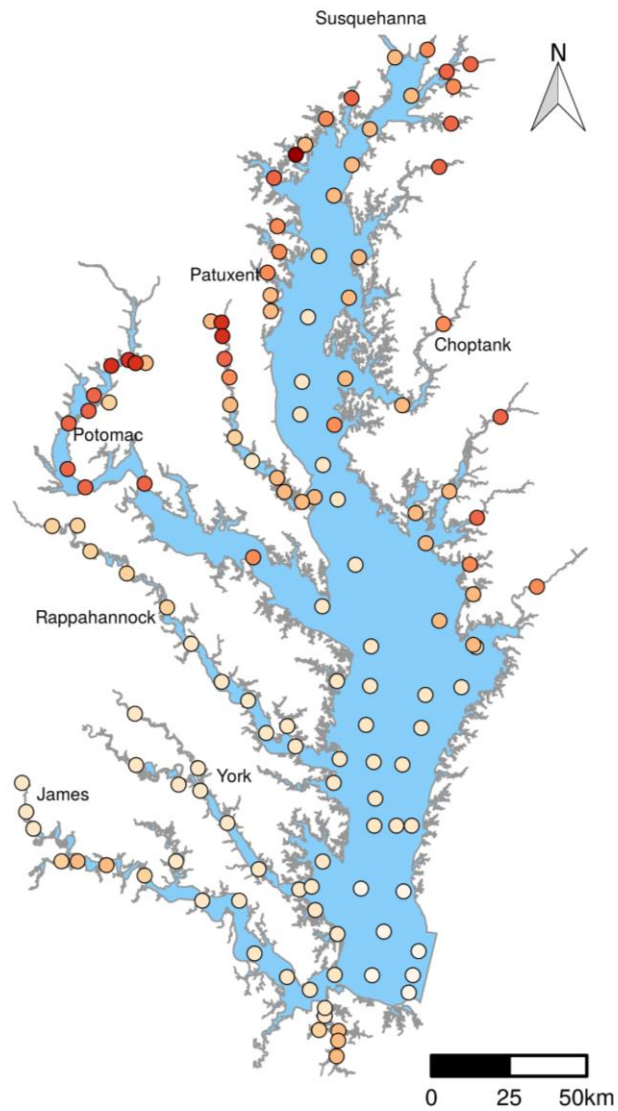 Susquehanna
N
Patuxent
Choptank
Potomac
Rappahannock
York
James
0 25 50km